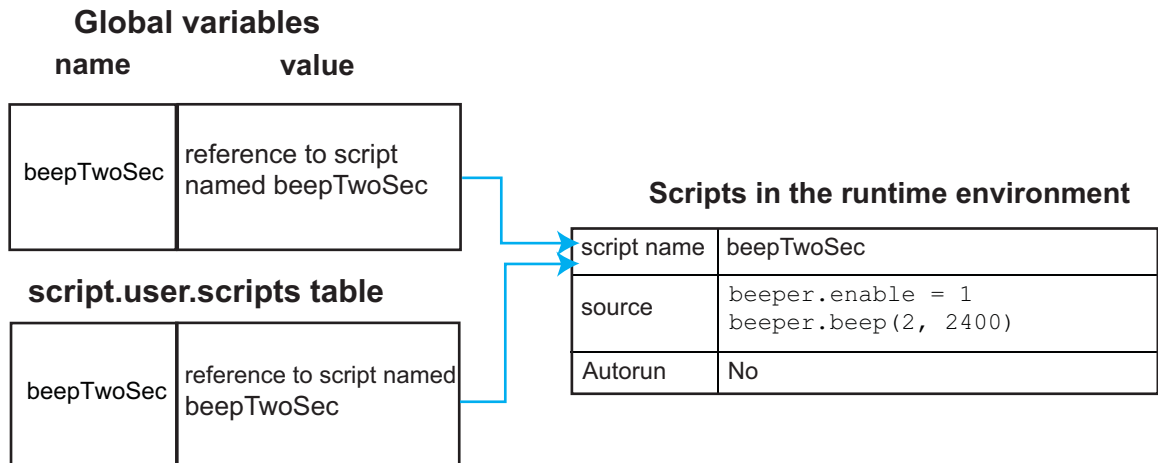 Global variables
name value
beepTwoSec
reference to script
named beepTwoSec
script.user.scripts table
beepTwoSec
reference to script named
beepTwoSec
Scripts in the runtime environment
script name beepTwoSec
source
beeper.enable = 1
beeper.beep(2, 2400)
Autorun No